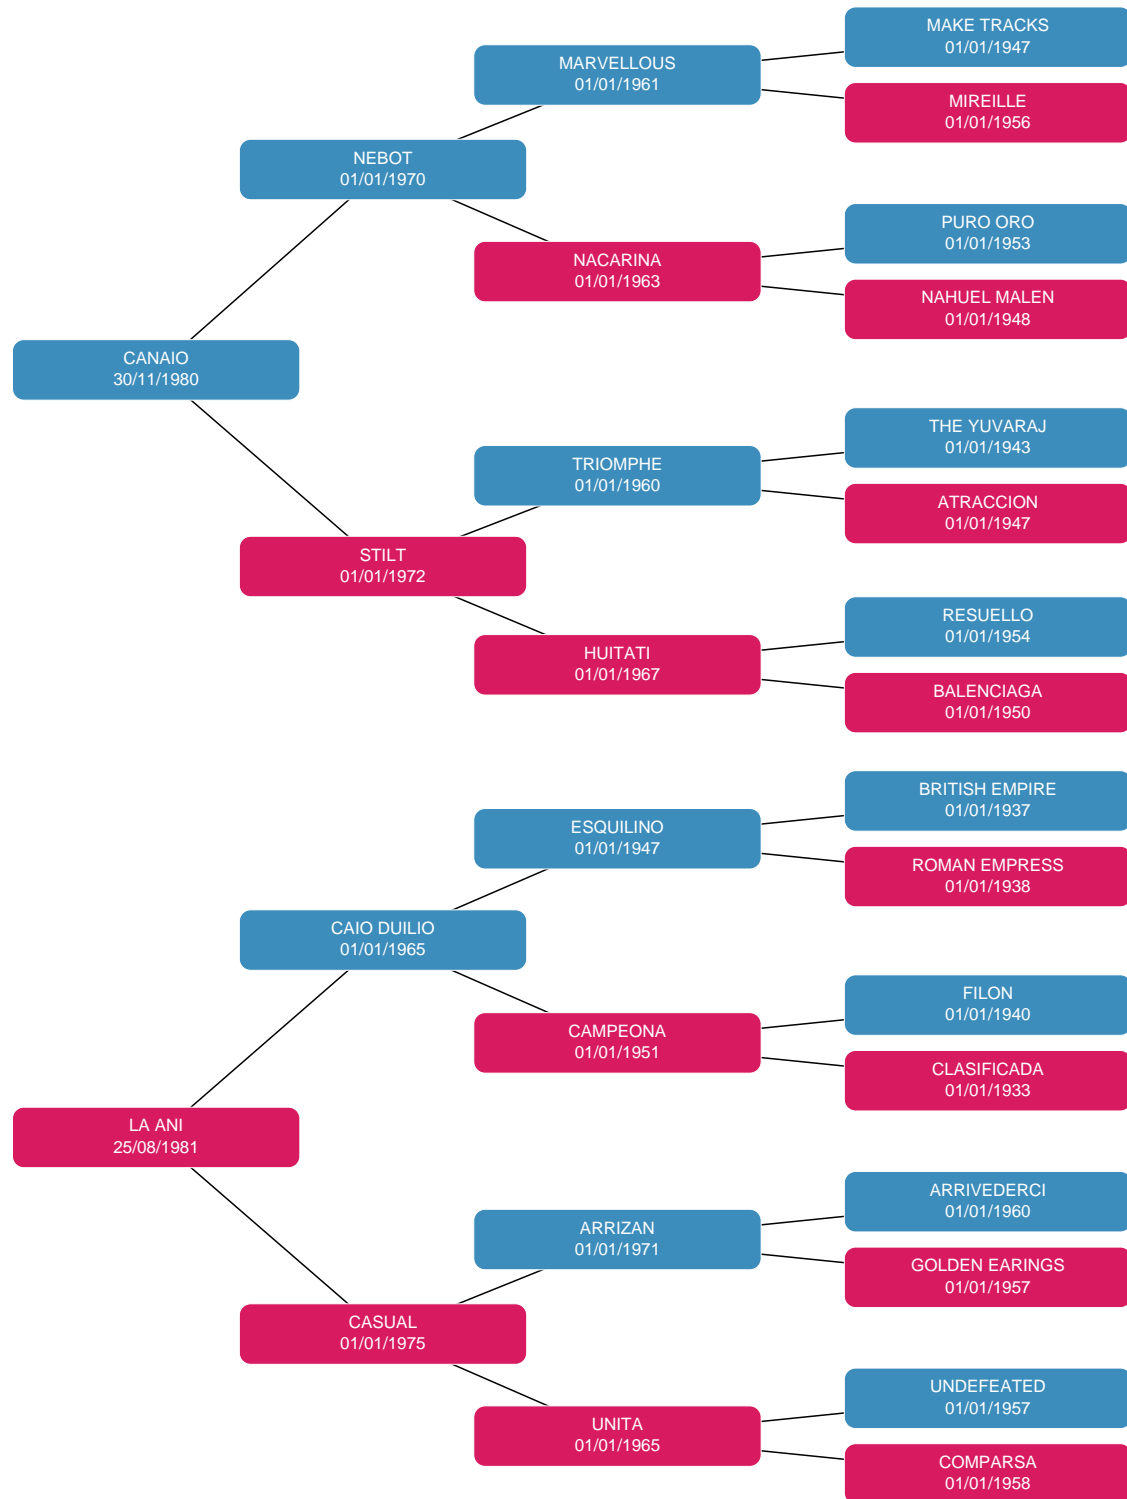 MAKE TRACKS
01/01/1947
MARVELLOUS
01/01/1961
MIREILLE
01/01/1956
NEBOT
01/01/1970
PURO ORO
01/01/1953
NACARINA
01/01/1963
NAHUEL MALEN
01/01/1948
CANAIO
30/11/1980
THE YUVARAJ
01/01/1943
TRIOMPHE
01/01/1960
ATRACCION
01/01/1947
STILT
01/01/1972
RESUELLO
01/01/1954
HUITATI
01/01/1967
BALENCIAGA
01/01/1950
BRITISH EMPIRE
01/01/1937
ESQUILINO
01/01/1947
ROMAN EMPRESS
01/01/1938
CAIO DUILIO
01/01/1965
FILON
01/01/1940
CAMPEONA
01/01/1951
CLASIFICADA
01/01/1933
LA ANI
25/08/1981
ARRIVEDERCI
01/01/1960
ARRIZAN
01/01/1971
GOLDEN EARINGS
01/01/1957
CASUAL
01/01/1975
UNDEFEATED
01/01/1957
UNITA
01/01/1965
COMPARSA
01/01/1958